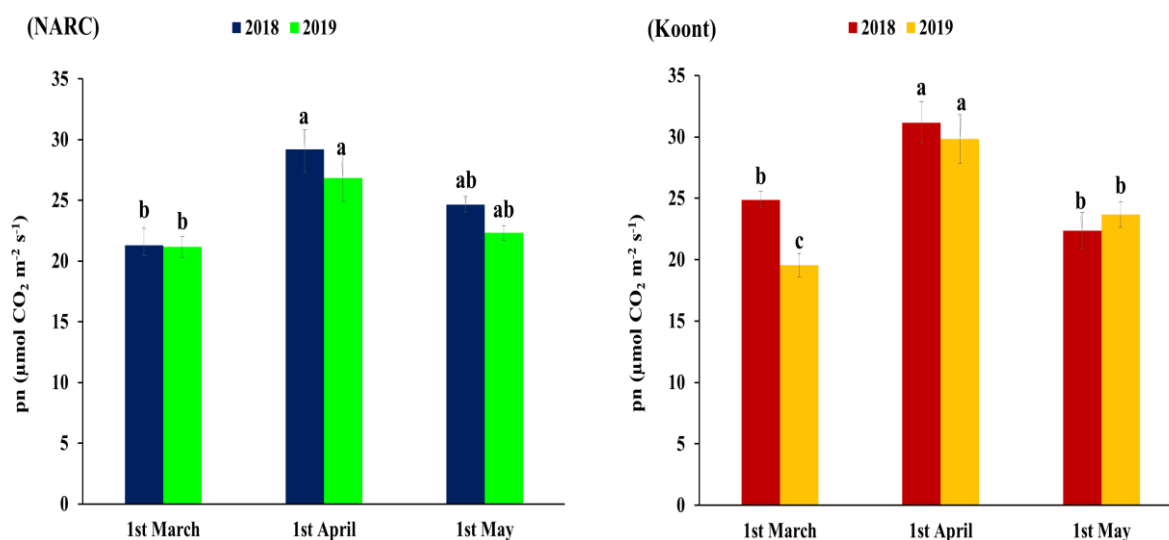 (NARC)
2018 2019
pn (μmol CO₂ m⁻² s⁻¹)
35
30
25
20
15
10
5
0
b b
a a
ab ab
1st March 1st April 1st May
(Koont)
2018 2019
pn (μmol CO₂ m⁻² s⁻¹)
35
30
25
20
15
10
5
0
b c
a a
b b
1st March 1st April 1st May